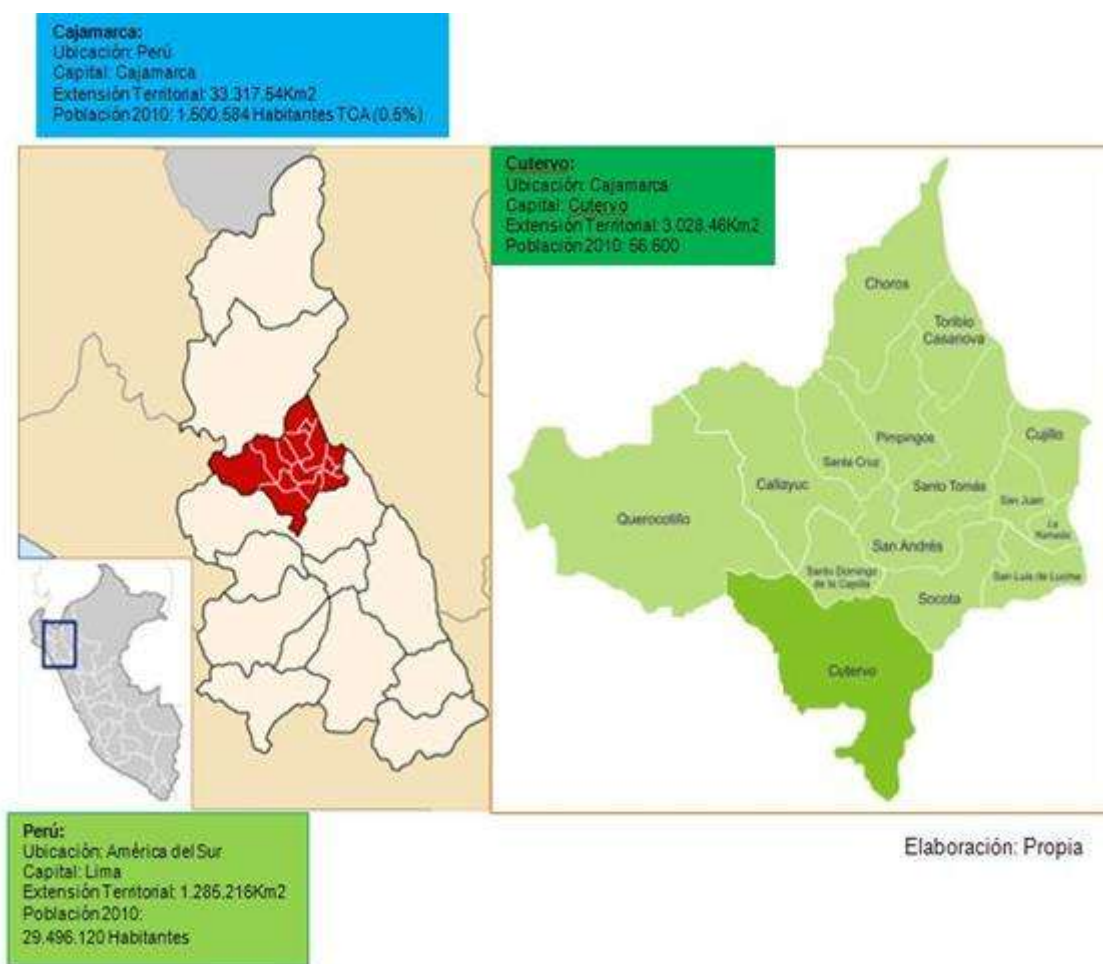 Cajamarca:
Ubicación: Perú
Capital: Cajamarca
Extensión Territorial: 33.317.54Km2
Población 2010: 1.500.584 Habitantes TCA (0.5%)
Cutervo:
Ubicación: Cajamarca
Capital: Cutervo
Extensión Territorial: 3.028.46Km2
Población 2010: 56.600
Choros
Toribio
Casanova
Pimpingos
Cujillo
Santa Cruz
Callayuc
Santo Tomás
San Juan
Querocotillo
La
Ramada
San Andrés
Santo Domingo
de la Capilla
San Luis de Lucma
Socota
Cutervo
Perú:
Ubicación: América del Sur
Capital: Lima
Extensión Territorial: 1.285.216Km2
Población 2010:
29.496.120 Habitantes
Elaboración: Propia